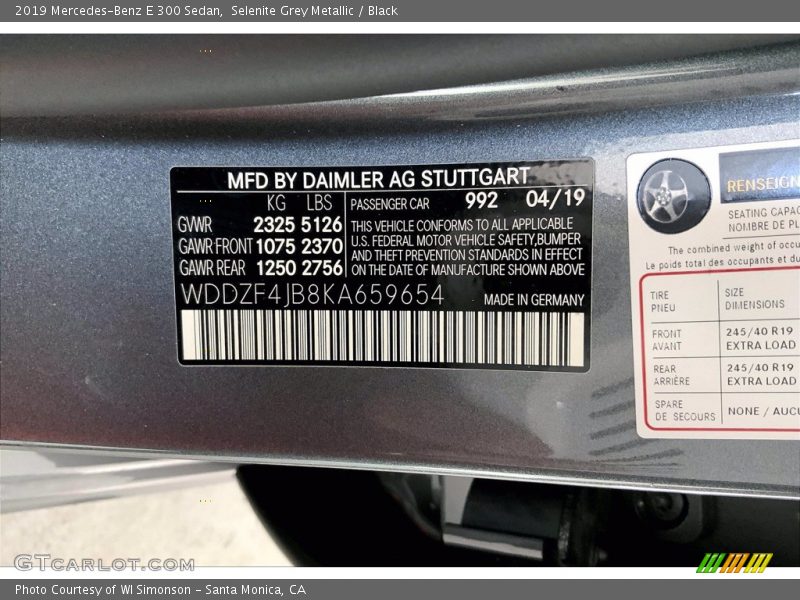 2019 Mercedes-Benz E 300 Sedan, Selenite Grey Metallic / Black
MFD BY DAIMLER AG STUTTGART
KG LBS PASSENGER CAR 992 04/19
GWR 2325 5126 THIS VEHICLE CONFORMS TO ALL APPLICABLE
GAWR FRONT 1075 2370 U.S. FEDERAL MOTOR VEHICLE SAFETY, BUMPER
AND THEFT PREVENTION STANDARDS IN EFFECT
GAWR REAR 1250 2756 ON THE DATE OF MANUFACTURE SHOWN ABOVE
WDDZF4JB8KA659654 MADE IN GERMANY
RENSEIGN
SEATING CAPAC
NOMBRE DE PL
The combined weight of occu
Le poids total des occupants et du
TIRE SIZE
PNEU DIMENSIONS
FRONT 245/40 R19
AVANT EXTRA LOAD
REAR 245/40 R19
ARRIÈRE EXTRA LOAD
SPARE
DE SECOURS NONE / AUCU
GTCARLOT.COM
Photo Courtesy of WI Simonson - Santa Monica, CA